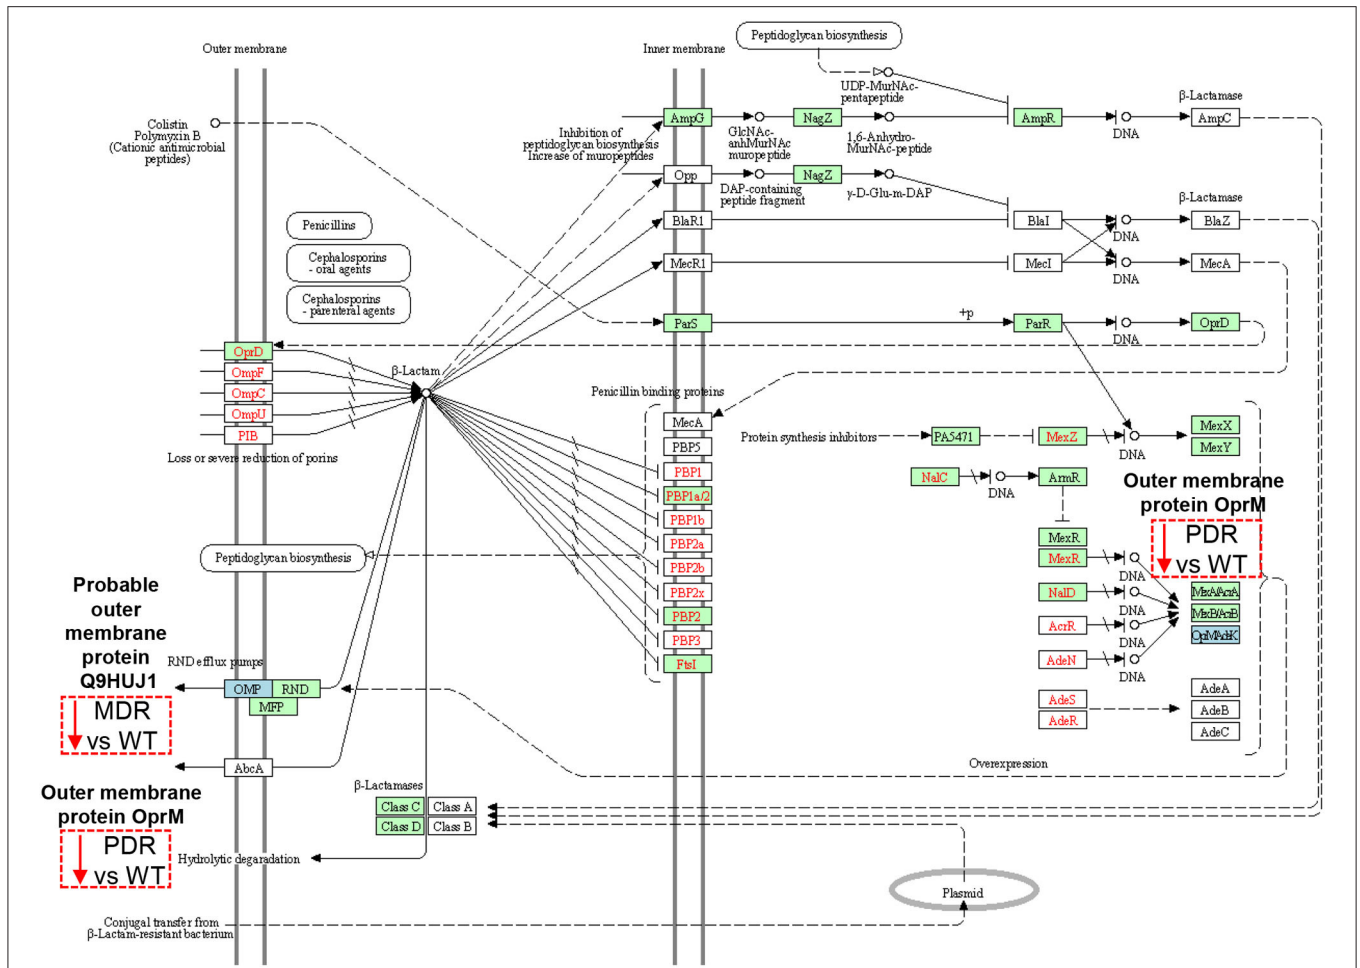 Outer membrane
Inner membrane
Peptidoglycan biosynthesis
UDP-MurNAc-
pentapeptide
Colistin
Polymyxin B
(Cationic antimicrobial
peptides)
Inhibition of
peptidoglycan biosynthesis
Increase of muropeptides
AmpG
GlcNAc-
anhMurNAc
muropeptide
NagZ
1,6-Anhydro-
MurNAc-peptide
AmpR
DNA
β-Lactamase
AmpC
Opp
DAP-containing
peptide fragment
NagZ
γ-D-Glu-m-DAP
Penicillins
Cephalosporins
- oral agents
Cephalosporins
- parenteral agents
BlaR1
BlaI
DNA
β-Lactamase
BlaZ
MecR1
MecI
DNA
MecA
ParS
+p
ParR
DNA
OprD
OprD
OmpF
OmpC
OmpU
PIB
Loss or severe reduction of porins
β-Lactam
Penicillin binding proteins
MecA
PBP5
PBP1
PBP1a/2
PBP1b
PBP2a
PBP2b
PBP2x
PBP2
PBP3
FtsI
Protein synthesis inhibitors
PA5471
MexZ
DNA
MexX
MexY
NalC
DNA
ArmR
Outer membrane
protein OprM
PDR
vs WT
MexR
MexR
DNA
NalD
DNA
AcrR
DNA
AdeN
DNA
MexA/AcrA
MexB/AcrB
OprM/AdeK
AdeS
AdeR
AdeA
AdeB
AdeC
Overexpression
Peptidoglycan biosynthesis
Probable
outer
membrane
protein
Q9HUJ1
MDR
vs WT
RND efflux pumps
OMP
RND
MFP
AbcA
Outer membrane
protein OprM
PDR
vs WT
β-Lactamases
Class C
Class A
Class D
Class B
Hydrolytic degaradation
Plasmid
Conjugal transfer from
β-Lactam-resistant bacterium